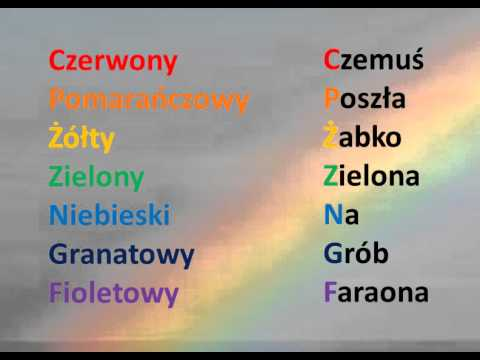 Czerwony Czemuś
Pomarańczowy Poszła
Żółty Żabko
Zielony Zielona
Niebieski Na
Granatowy Grób
Fioletowy Faraona